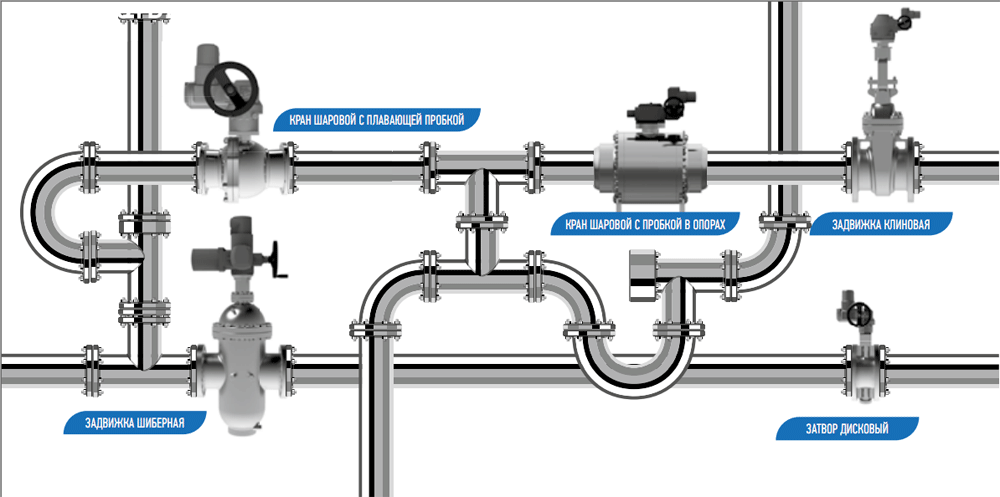 КРАН ШАРОВОЙ С ПЛАВАЮЩЕЙ ПРОБКОЙ
КРАН ШАРОВОЙ С ПРОБКОЙ В ОПОРАХ
ЗАДВИЖКА КЛИНОВАЯ
ЗАДВИЖКА ШИБЕРНАЯ
ЗАТВОР ДИСКОВЫЙ